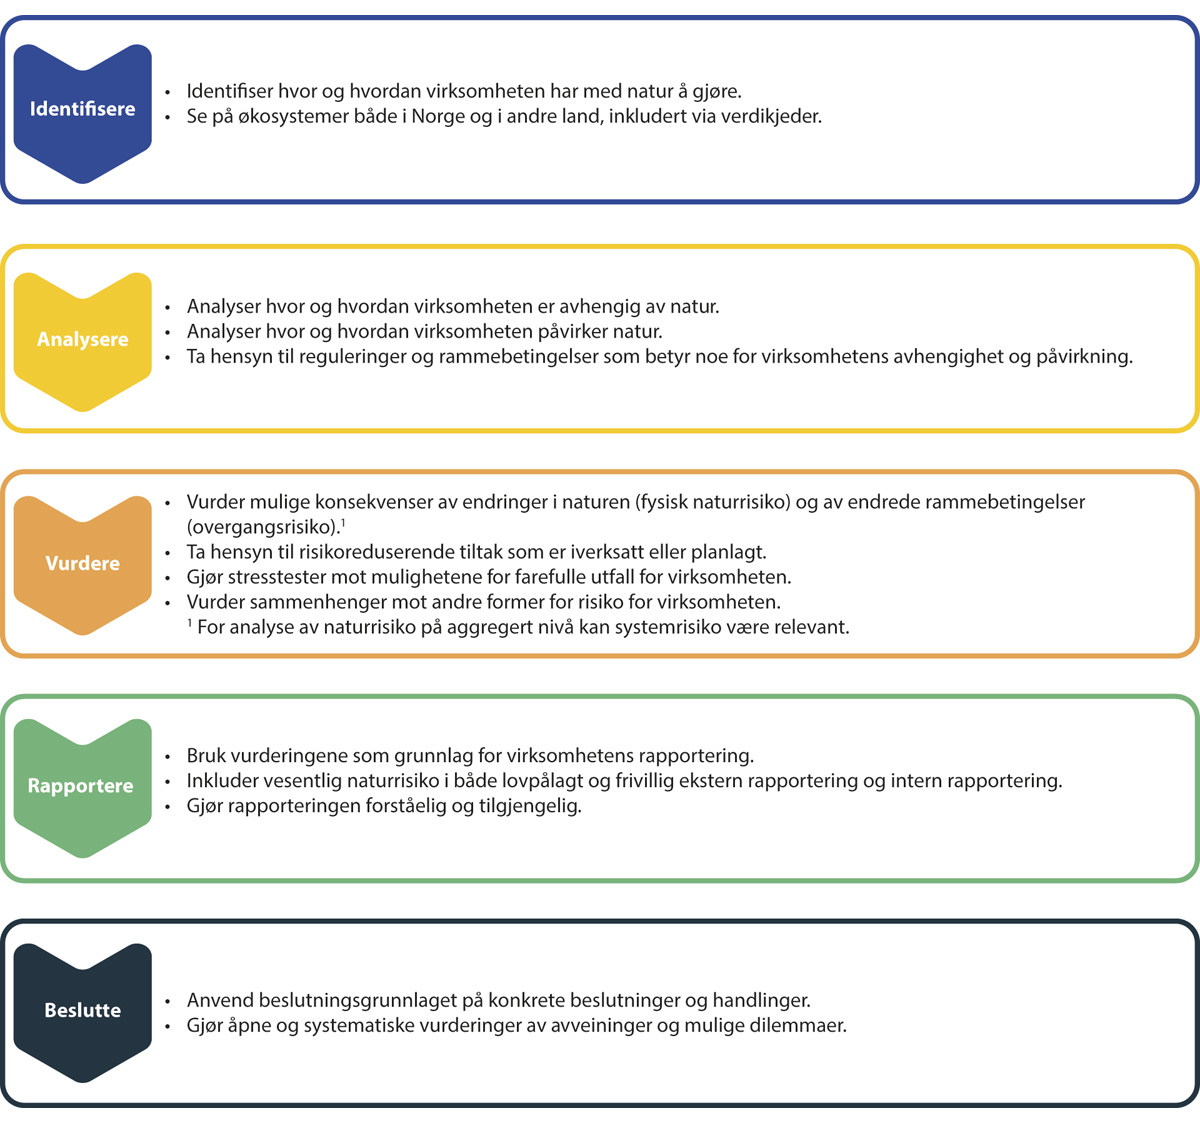 Identifisere
• Identifiser hvor og hvordan virksomheten har med natur å gjøre.
• Se på økosystemer både i Norge og i andre land, inkludert via verdikjeder.
Analysere
• Analyser hvor og hvordan virksomheten er avhengig av natur.
• Analyser hvor og hvordan virksomheten påvirker natur.
• Ta hensyn til reguleringer og rammebetingelser som betyr noe for virksomhetens avhengighet og påvirkning.
Vurdere
• Vurder mulige konsekvenser av endringer i naturen (fysisk naturrisiko) og av endrede rammebetingelser
(overgangsrisiko).¹
• Ta hensyn til risikoreduserende tiltak som er iverksatt eller planlagt.
• Gjør stresstester mot mulighetene for farefulle utfall for virksomheten.
• Vurder sammenhenger mot andre former for risiko for virksomheten.
¹ For analyse av naturrisiko på aggregert nivå kan systemrisiko være relevant.
Rapportere
• Bruk vurderingene som grunnlag for virksomhetens rapportering.
• Inkluder vesentlig naturrisiko i både lovpålagt og frivillig ekstern rapportering og intern rapportering.
• Gjør rapporteringen forståelig og tilgjengelig.
Beslutte
• Anvend beslutningsgrunnlaget på konkrete beslutninger og handlinger.
• Gjør åpne og systematiske vurderinger av avveininger og mulige dilemmaer.